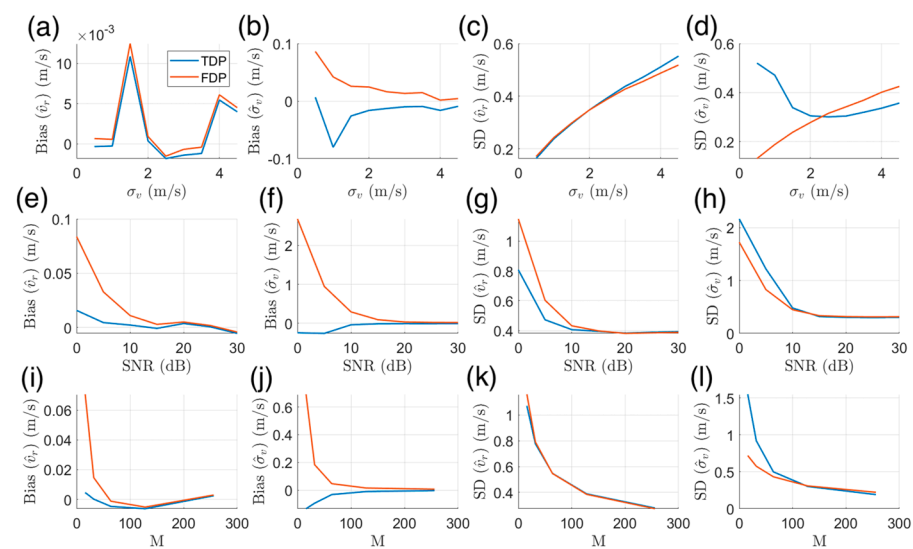 (a) (b) (c) (d)
×10⁻³
TDP
FDP
Bias (v̂ᵣ) (m/s)
10
5
0
0 2 4
σᵥ (m/s)
Bias (σ̂ᵥ) (m/s)
0.1
0
-0.1
0 2 4
σᵥ (m/s)
SD (v̂ᵣ) (m/s)
0.6
0.4
0.2
0 2 4
σᵥ (m/s)
SD (σ̂ᵥ) (m/s)
0.6
0.4
0.2
0 2 4
σᵥ (m/s)
(e) (f) (g) (h)
Bias (v̂ᵣ) (m/s)
0.1
0.05
0
0 10 20 30
SNR (dB)
Bias (σ̂ᵥ) (m/s)
2
1
0
0 10 20 30
SNR (dB)
SD (v̂ᵣ) (m/s)
1
0.8
0.6
0.4
0 10 20 30
SNR (dB)
SD (σ̂ᵥ) (m/s)
2
1
0
0 10 20 30
SNR (dB)
(i) (j) (k) (l)
Bias (v̂ᵣ) (m/s)
0.06
0.04
0.02
0
0 100 200 300
M
Bias (σ̂ᵥ) (m/s)
0.6
0.4
0.2
0
0 100 200 300
M
SD (v̂ᵣ) (m/s)
1
0.8
0.6
0.4
0 100 200 300
M
SD (σ̂ᵥ) (m/s)
1.5
1
0.5
0
0 100 200 300
M